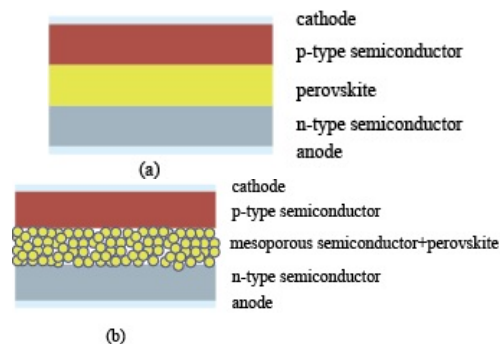 cathode
p-type semiconductor
perovskite
n-type semiconductor
anode
(a)
cathode
p-type semiconductor
mesoporous semiconductor+perovskite
n-type semiconductor
anode
(b)